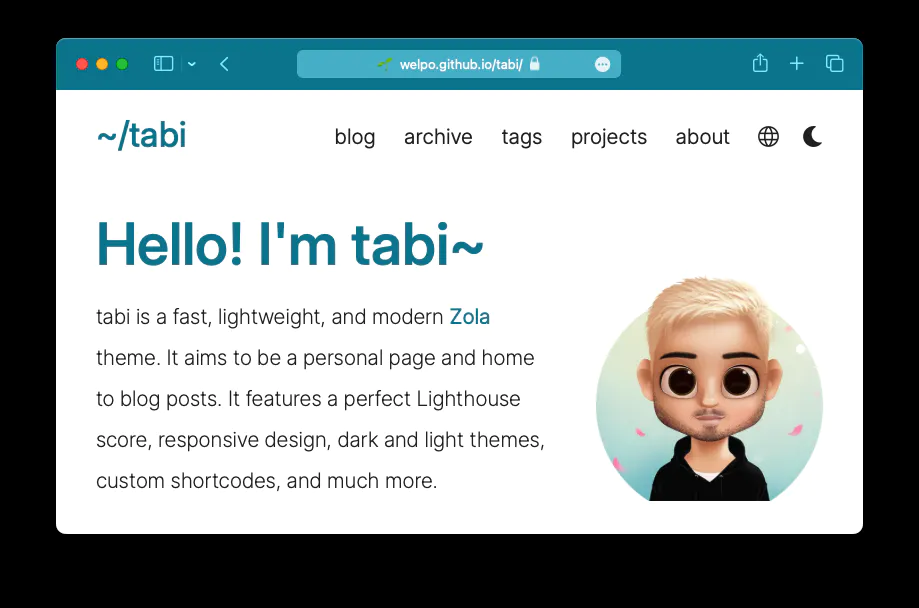 welpo.github.io/tabi/
~/tabi
blog archive tags projects about
Hello! I'm tabi~
tabi is a fast, lightweight, and modern Zola
theme. It aims to be a personal page and home
to blog posts. It features a perfect Lighthouse
score, responsive design, dark and light themes,
custom shortcodes, and much more.